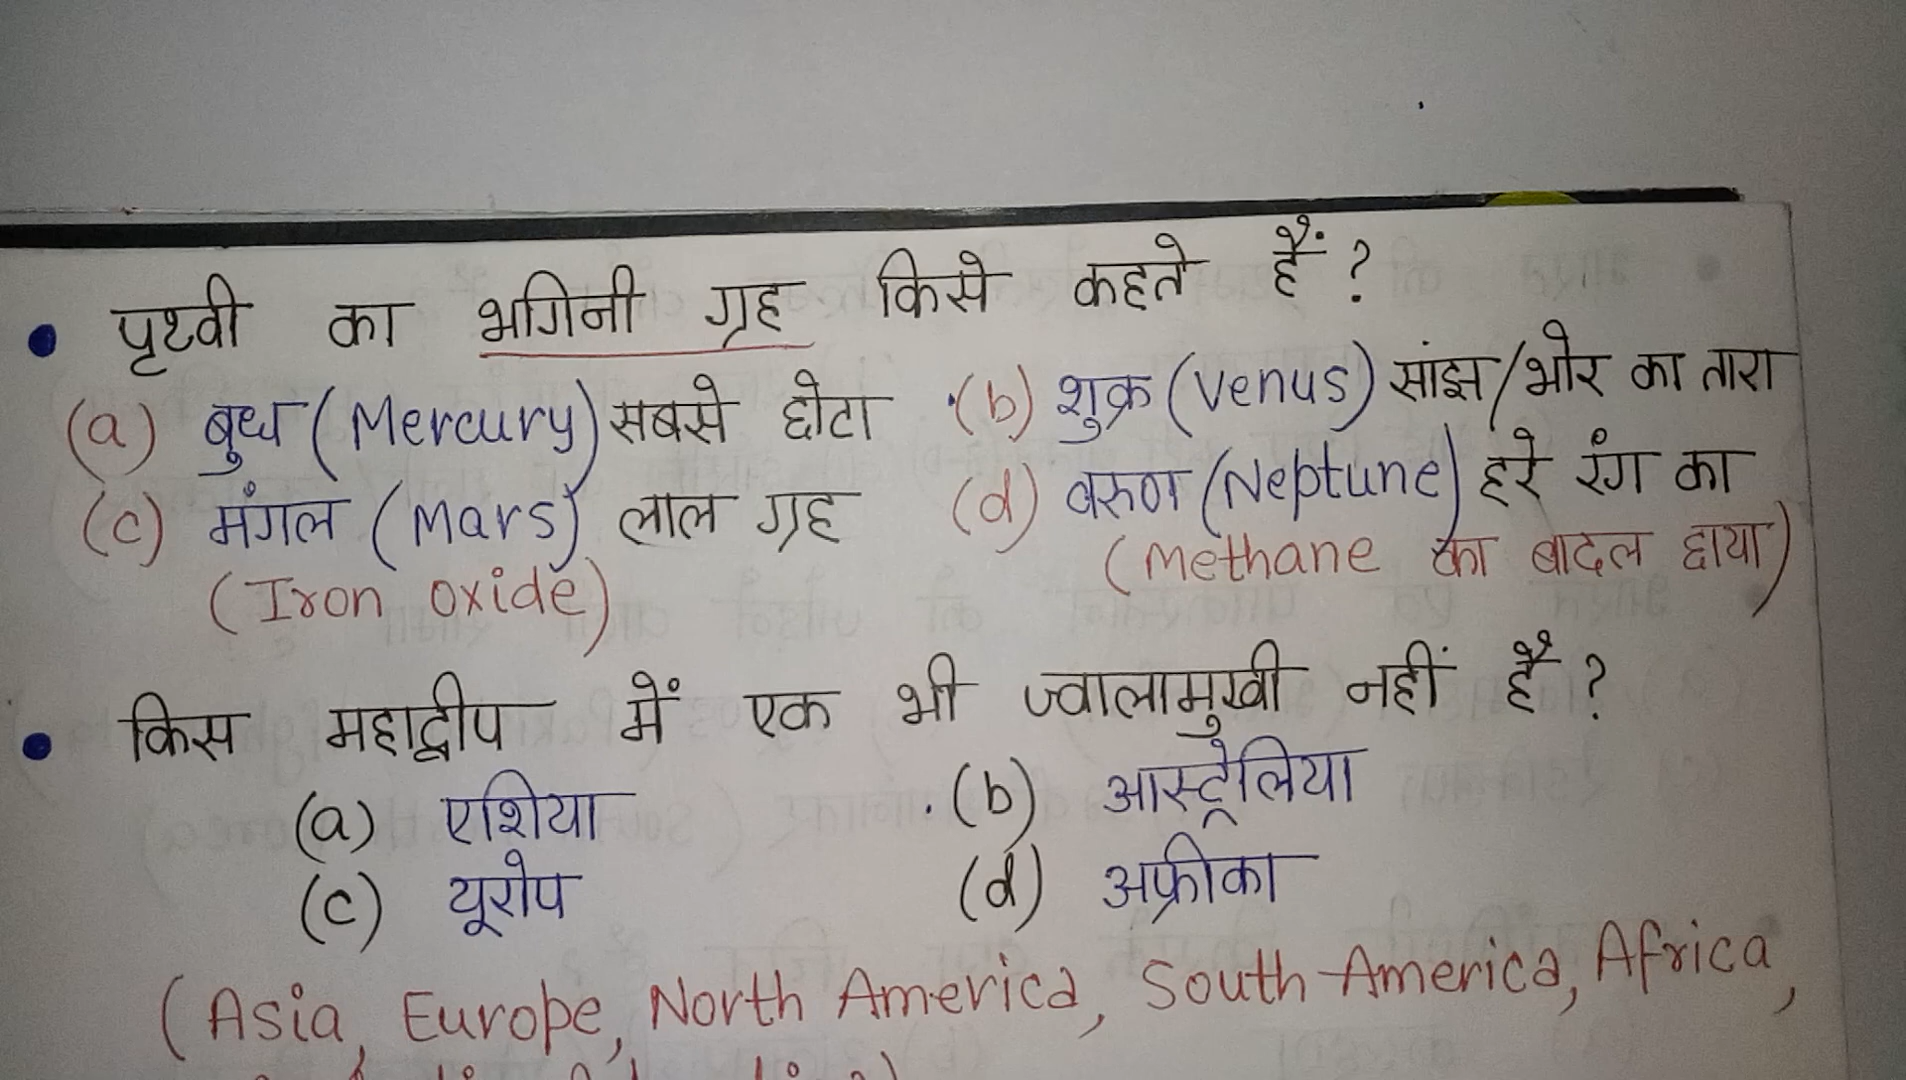 • पृथ्वी का भगिनी ग्रह किसे कहते हैं ?
(a) बुध (Mercury) सबसे छोटा .(b) शुक्र (Venus) सांझ/भोर का तारा
(c) मंगल (Mars) लाल ग्रह (d) वरुण (Neptune) हरे रंग का
(Iron oxide) (Methane का बादल छाया)
• किस महाद्वीप में एक भी ज्वालामुखी नहीं है ?
(a) एशिया .(b) आस्ट्रेलिया
(c) यूरोप (d) अफ्रीका
(Asia, Europe, North America, South America, Africa,